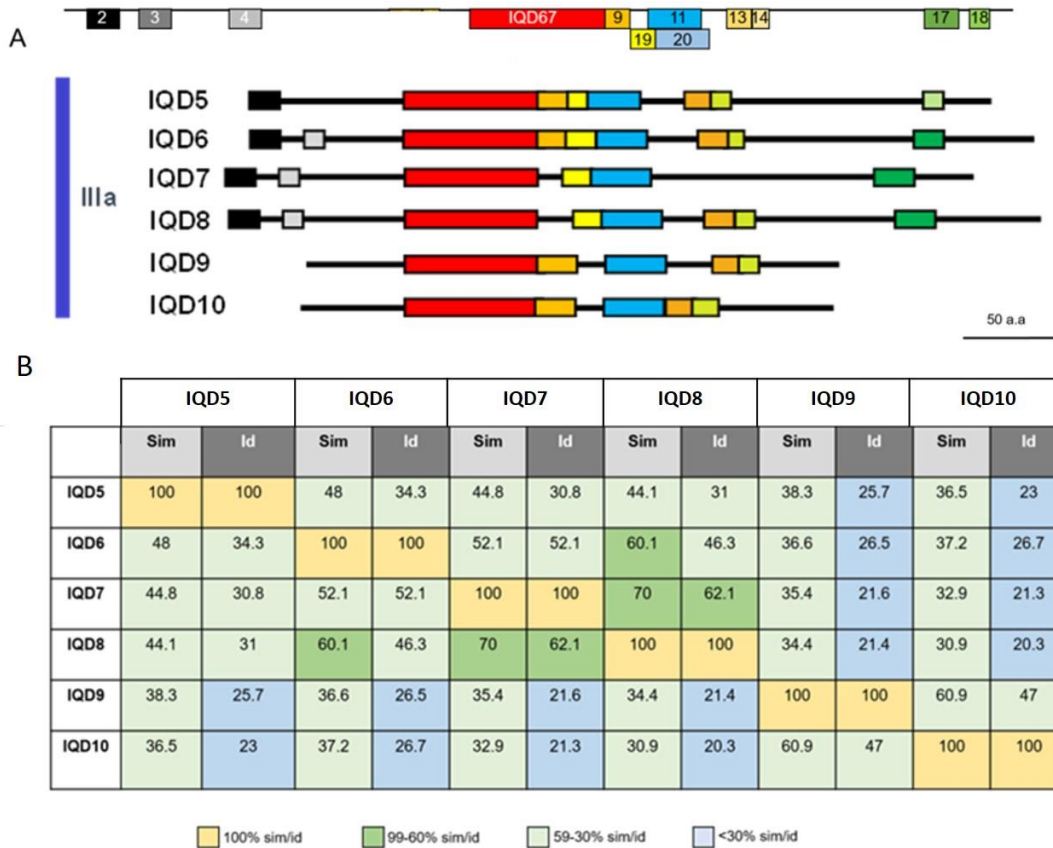 2 3 4 IQD67 9 11 13 14 17 18
19 20
A
IQD5
IQD6
IQD7
IIIa
IQD8
IQD9
IQD10
50 a.a
B
IQD5 IQD6 IQD7 IQD8 IQD9 IQD10
Sim Id Sim Id Sim Id Sim Id Sim Id Sim Id
IQD5 100 100 48 34.3 44.8 30.8 44.1 31 38.3 25.7 36.5 23
IQD6 48 34.3 100 100 52.1 52.1 60.1 46.3 36.6 26.5 37.2 26.7
IQD7 44.8 30.8 52.1 52.1 100 100 70 62.1 35.4 21.6 32.9 21.3
IQD8 44.1 31 60.1 46.3 70 62.1 100 100 34.4 21.4 30.9 20.3
IQD9 38.3 25.7 36.6 26.5 35.4 21.6 34.4 21.4 100 100 60.9 47
IQD10 36.5 23 37.2 26.7 32.9 21.3 30.9 20.3 60.9 47 100 100
100% sim/id 99-60% sim/id 59-30% sim/id <30% sim/id